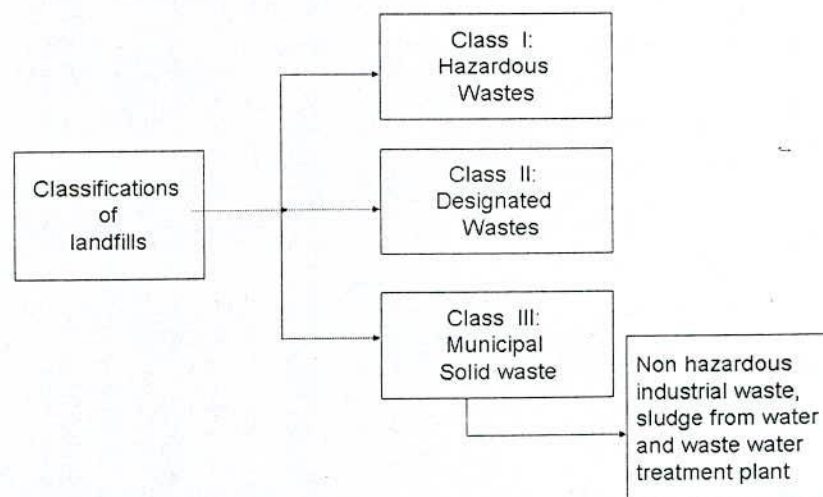 Classifications
of
landfills
Class I:
Hazardous
Wastes
Class II:
Designated
Wastes
Class III:
Municipal
Solid waste
Non hazardous
industrial waste,
sludge from water
and waste water
treatment plant